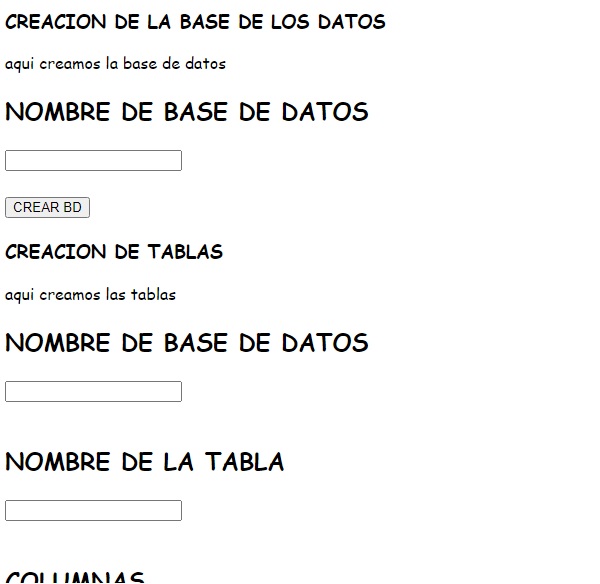 CREACION DE LA BASE DE LOS DATOS
aqui creamos la base de datos
NOMBRE DE BASE DE DATOS
CREAR BD
CREACION DE TABLAS
aqui creamos las tablas
NOMBRE DE BASE DE DATOS
NOMBRE DE LA TABLA
COLUMNAS